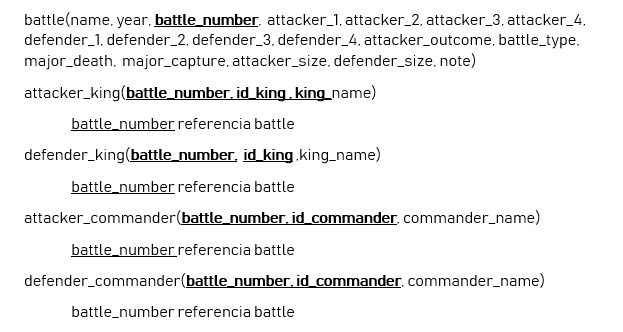 battle(name, year, battle_number, attacker_1, attacker_2, attacker_3, attacker_4,
defender_1, defender_2, defender_3, defender_4, attacker_outcome, battle_type,
major_death, major_capture, attacker_size, defender_size, note)
attacker_king(battle_number, id_king , king_name)
battle_number referencia battle
defender_king(battle_number, id_king ,king_name)
battle_number referencia battle
attacker_commander(battle_number, id_commander, commander_name)
battle_number referencia battle
defender_commander(battle_number, id_commander, commander_name)
battle_number referencia battle